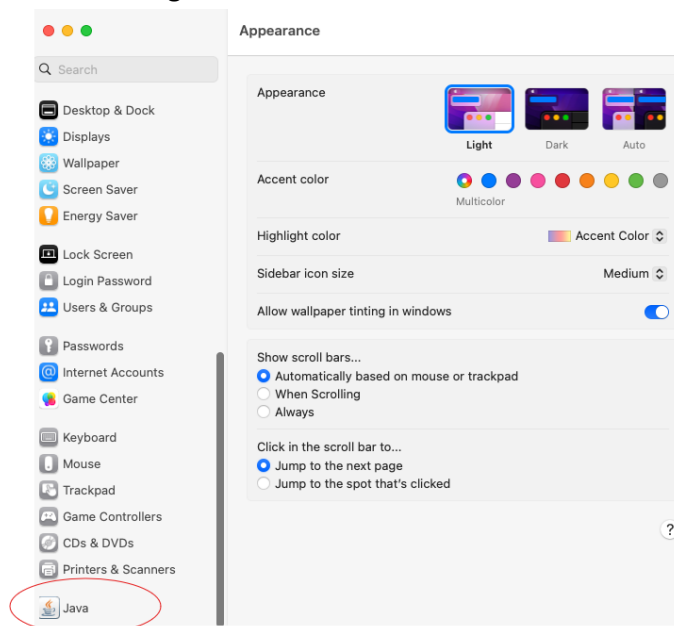 Appearance
Search
Desktop & Dock
Displays
Wallpaper
Screen Saver
Energy Saver
Lock Screen
Login Password
Users & Groups
Passwords
Internet Accounts
Game Center
Keyboard
Mouse
Trackpad
Game Controllers
CDs & DVDs
Printers & Scanners
Java
Appearance
Light
Dark
Auto
Accent color
Multicolor
Highlight color
Accent Color
Sidebar icon size
Medium
Allow wallpaper tinting in windows
Show scroll bars...
Automatically based on mouse or trackpad
When Scrolling
Always
Click in the scroll bar to...
Jump to the next page
Jump to the spot that's clicked
?